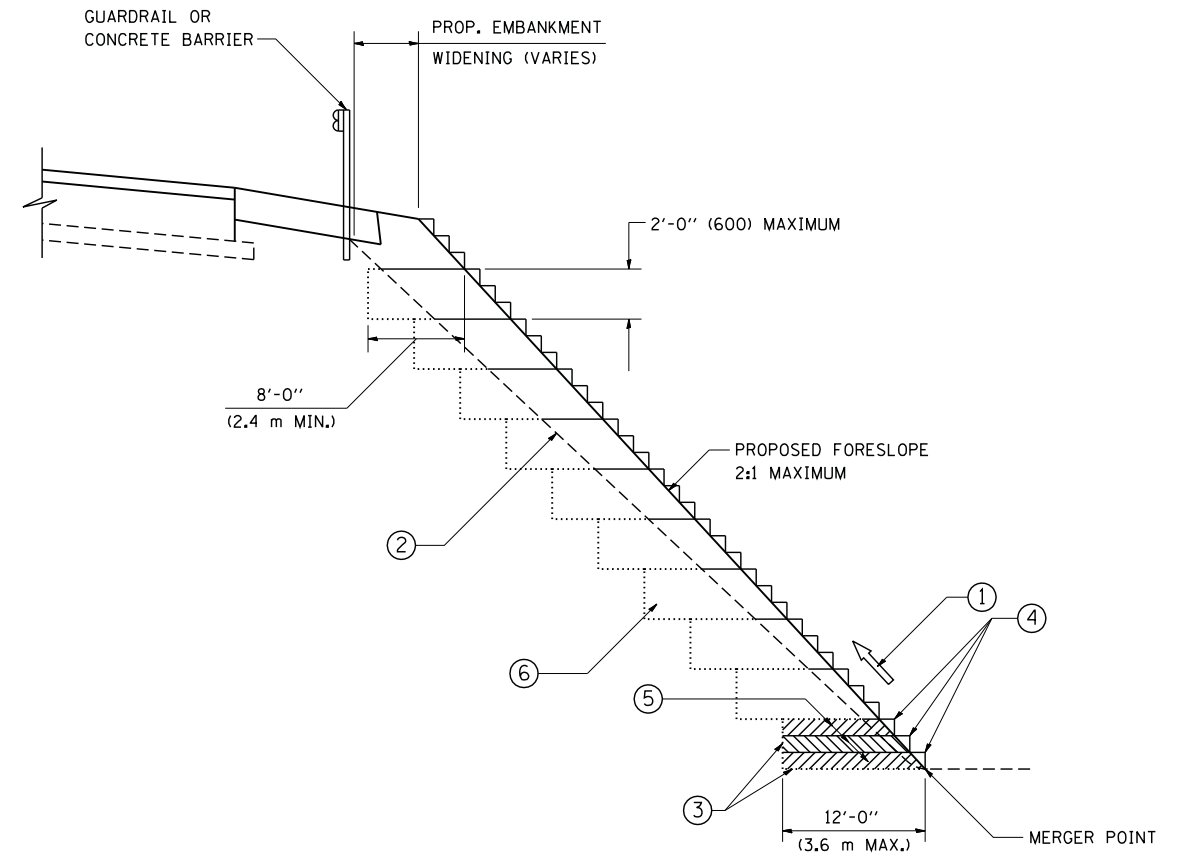 GUARDRAIL OR
CONCRETE BARRIER
PROP. EMBANKMENT
WIDENING (VARIES)
2'-0'' (600) MAXIMUM
8'-0''
(2.4 m MIN.)
PROPOSED FORESLOPE
2:1 MAXIMUM
2
1
4
6
5
3
12'-0''
(3.6 m MAX.)
MERGER POINT